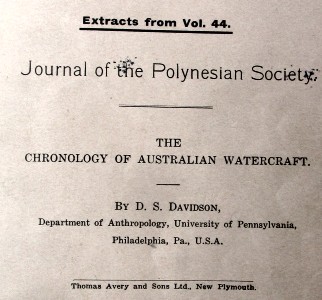 Extracts from Vol. 44.
Journal of the Polynesian Society.
THE
CHRONOLOGY OF AUSTRALIAN WATERCRAFT.
BY D. S. DAVIDSON,
Department of Anthropology, University of Pennsylvania,
Philadelphia, Pa., U.S.A.
Thomas Avery and Sons Ltd., New Plymouth.